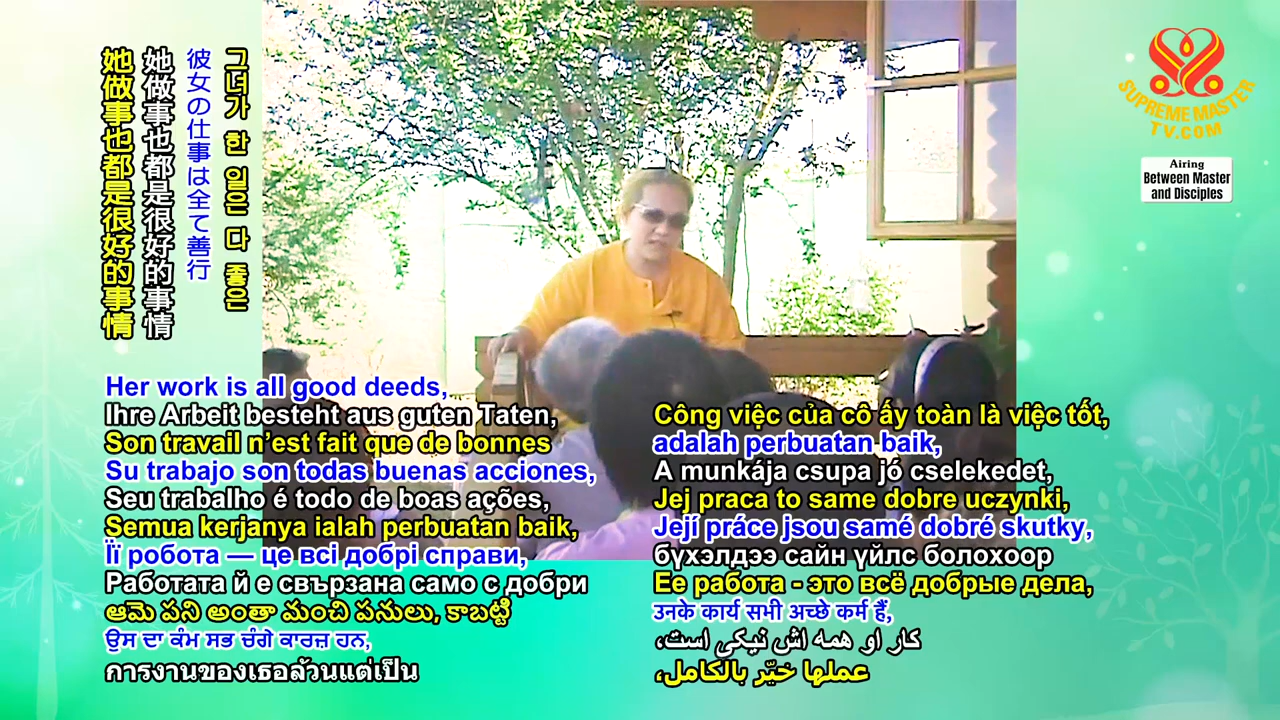 그녀가 한 일은 다 좋은
彼女の仕事は全て善行
她做事也都是很好的事情
她做事也都是很好的事情
SUPREME MASTER
TV.COM
Airing
Between Master
and Disciples
Her work is all good deeds,
Ihre Arbeit besteht aus guten Taten,
Son travail n’est fait que de bonnes
Su trabajo son todas buenas acciones,
Seu trabalho é todo de boas ações,
Semua kerjanya ialah perbuatan baik,
Її робота — це всі добрі справи,
Работата й е свързана само с добри
ఆమె పని అంతా మంచి పనులు, కాబట్టి
ਉਸ ਦਾ ਕੰਮ ਸਭ ਚੰਗੇ ਕਾਰਜ਼ ਹਨ,
การงานของเธอล้วนแต่เป็น
Công việc của cô ấy toàn là việc tốt,
adalah perbuatan baik,
A munkája csupa jó cselekedet,
Jej praca to same dobre uczynki,
Její práce jsou samé dobré skutky,
бүхэлдээ сайн үйлс болохоор
Ее работа - это всё добрые дела,
उनके कार्य सभी अच्छे कर्म हैं,
کار او همه اش نیکی است،
عملها خيّر بالكامل،